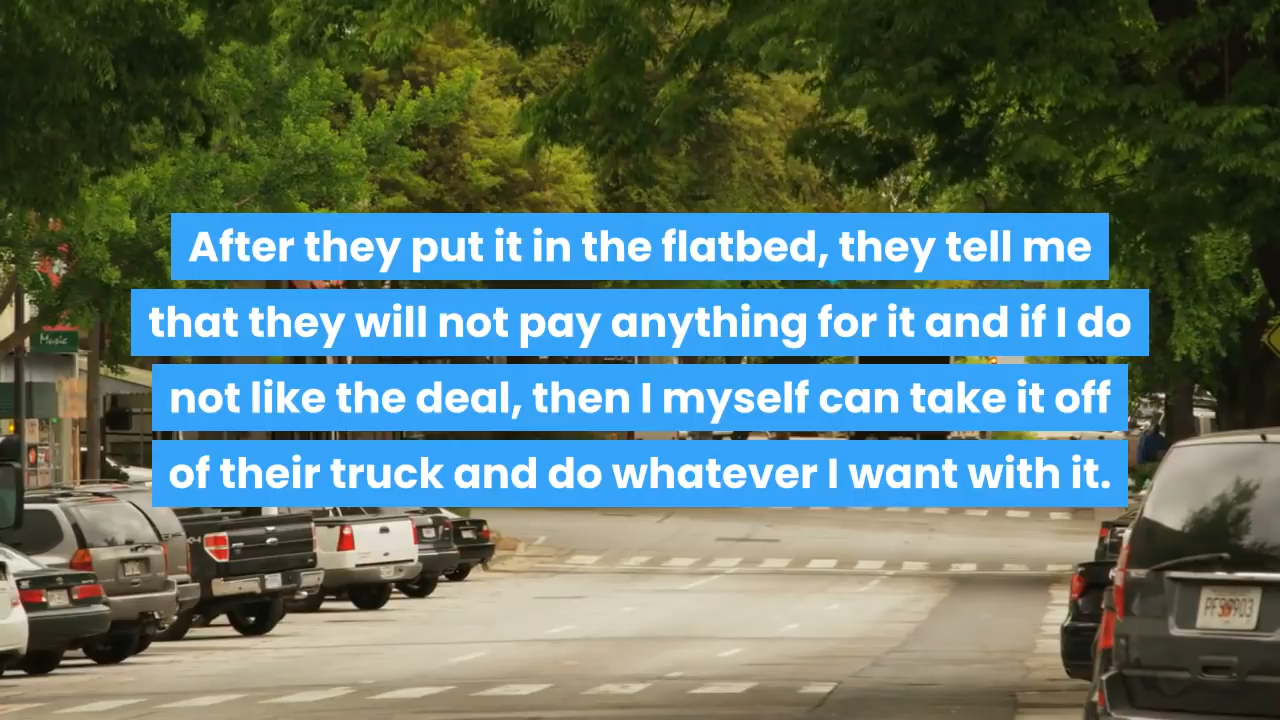 After they put it in the flatbed, they tell me
that they will not pay anything for it and if I do
not like the deal, then I myself can take it off
of their truck and do whatever I want with it.
Music